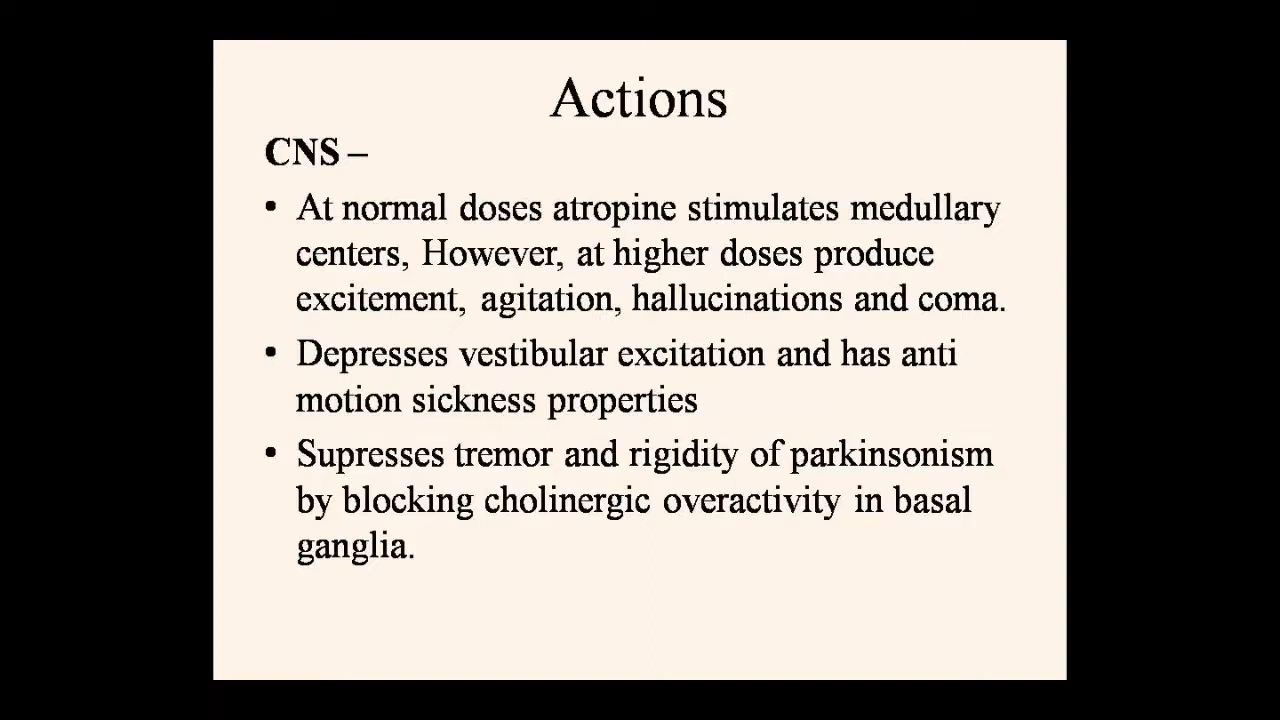 Actions
CNS –
• At normal doses atropine stimulates medullary
centers, However, at higher doses produce
excitement, agitation, hallucinations and coma.
• Depresses vestibular excitation and has anti
motion sickness properties
• Supresses tremor and rigidity of parkinsonism
by blocking cholinergic overactivity in basal
ganglia.